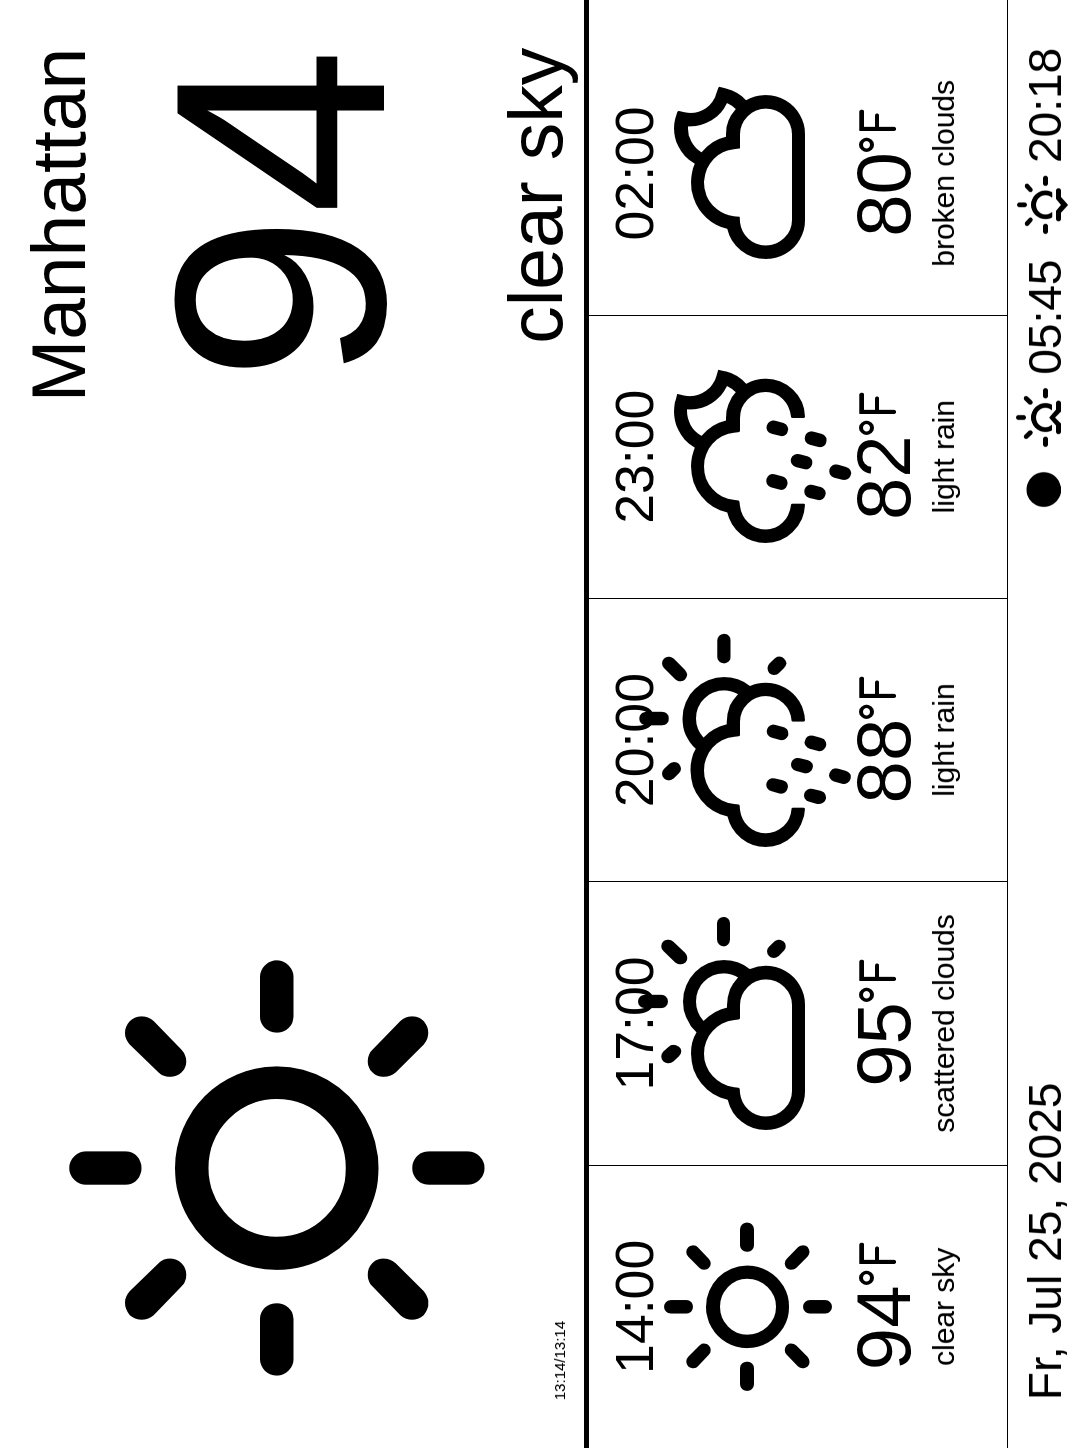 Manhattan
94
clear sky
13:14/13:14
14:00 17:00 20:00 23:00 02:00
94°F 95°F 88°F 82°F 80°F
clear sky scattered clouds light rain light rain broken clouds
Fr, Jul 25, 2025 05:45 20:18